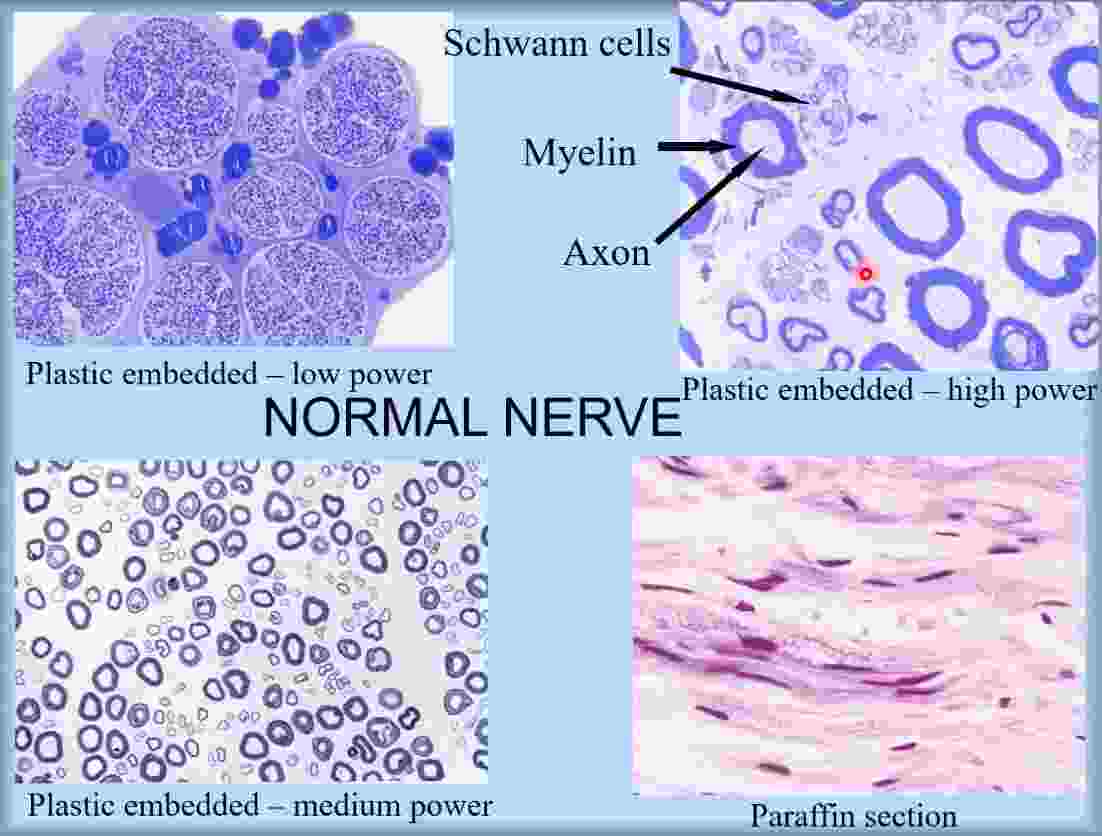 Schwann cells
Myelin
Axon
Plastic embedded – low power
Plastic embedded – high power
NORMAL NERVE
Plastic embedded – medium power
Paraffin section